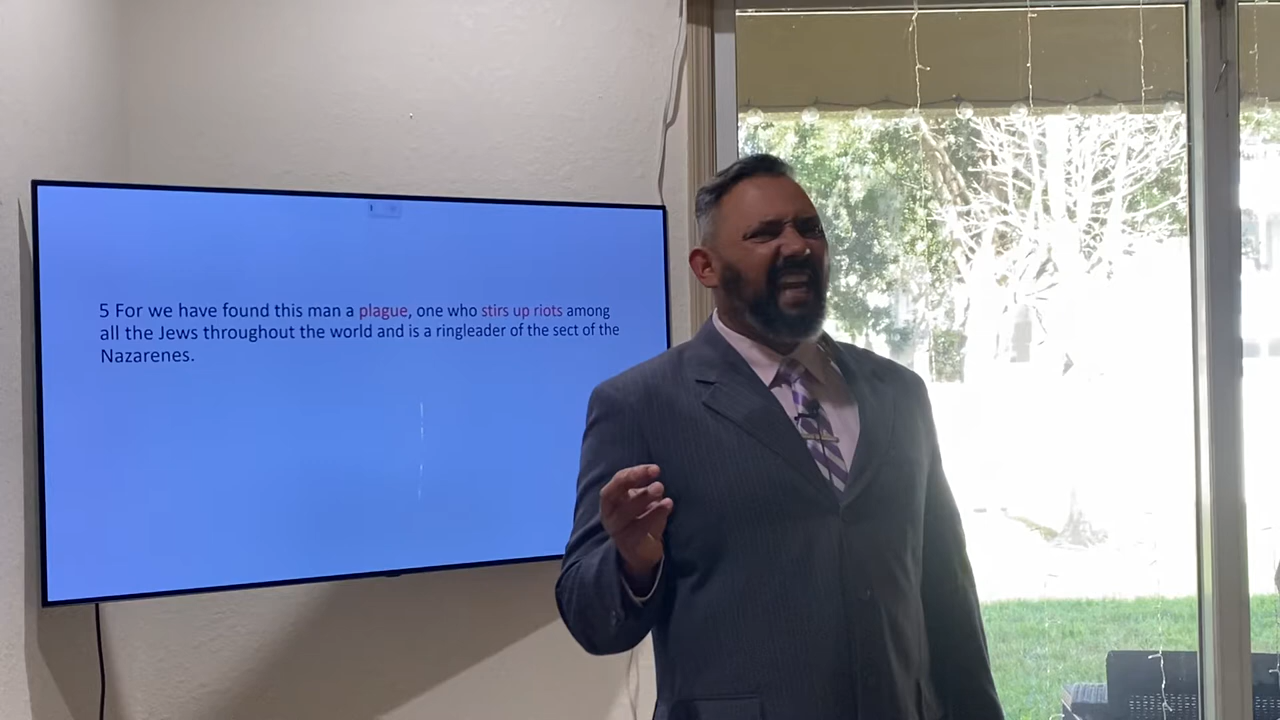 5 For we have found this man a plague, one who stirs up riots among
all the Jews throughout the world and is a ringleader of the sect of the
Nazarenes.